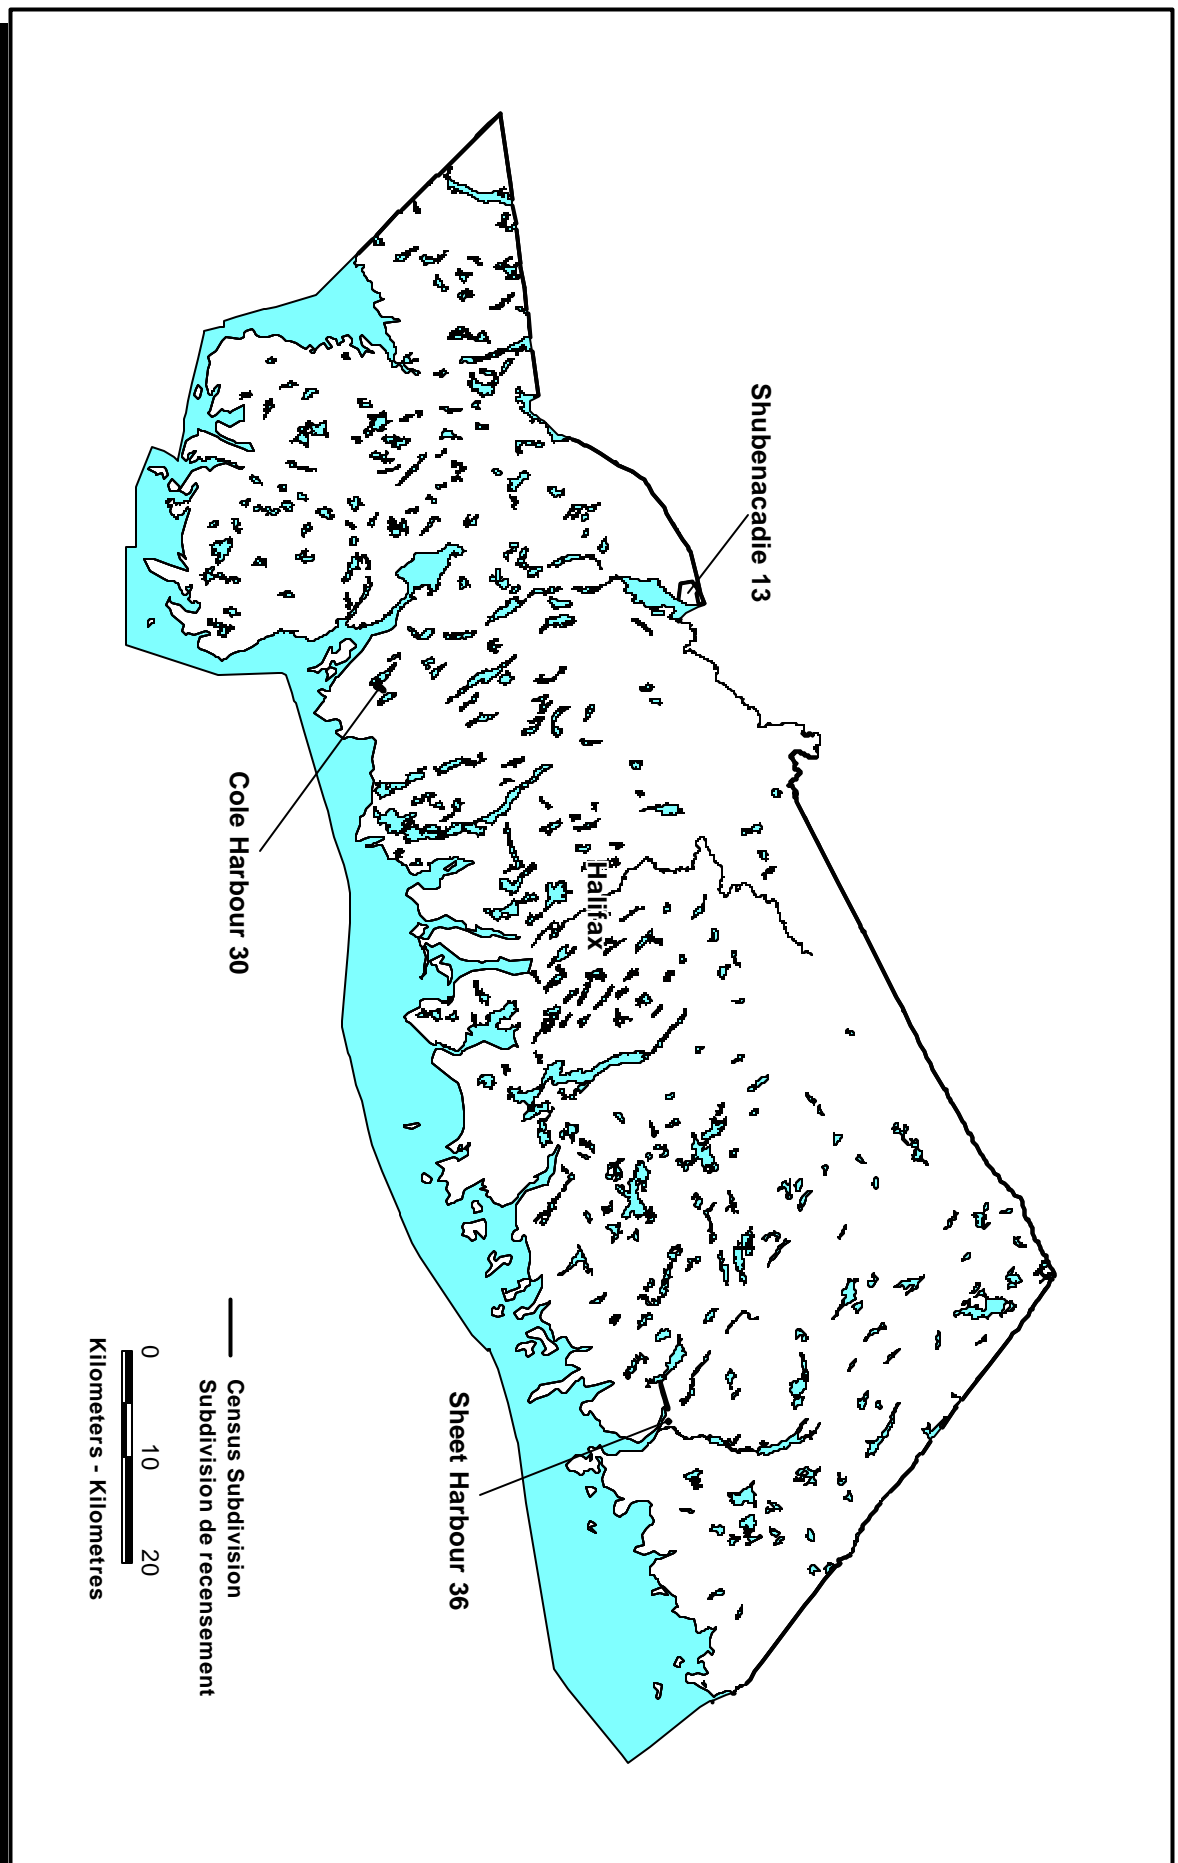 Shubenacadie 13
Halifax
Cole Harbour 30
Sheet Harbour 36
Census Subdivision
Subdivision de recensement
0 10 20
Kilometers - Kilometres